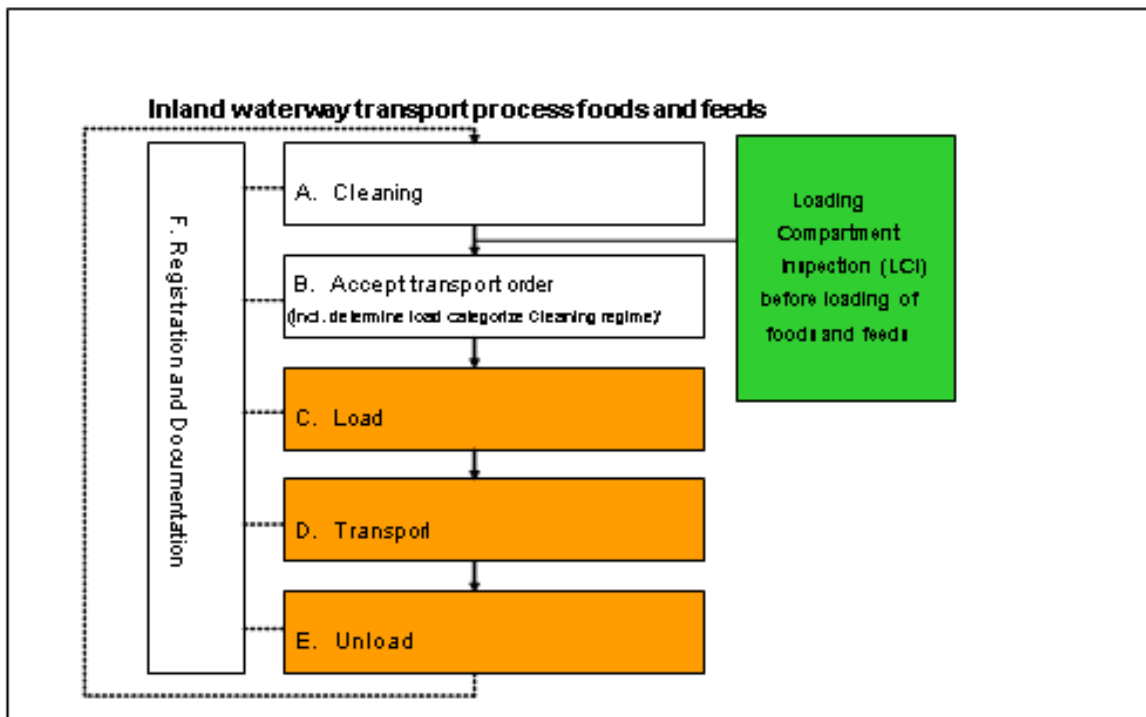 Inland waterway transport process foods and feeds
F. Registration and Documentation
A. Cleaning
B. Accept transport order
(Incl. determine load categorize Cleaning regime)'
C. Load
D. Transport
E. Unload
Loading
Compartment
Inspection (LCI)
before loading of
foods and feeds